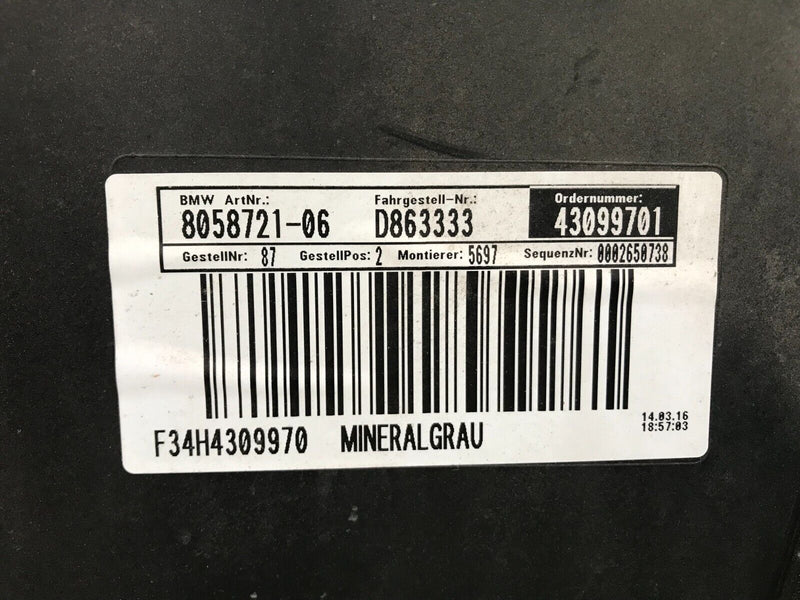 BMW ArtNr.: Fahrgestell-Nr.: Ordernummer:
8058721-06 D863333 43099701
GestellNr: 87 GestellPos: 2 Montierer: 5697 SequenzNr: 0002650738
14.03.16
F34H4309970 MINERALGRAU 18:57:03